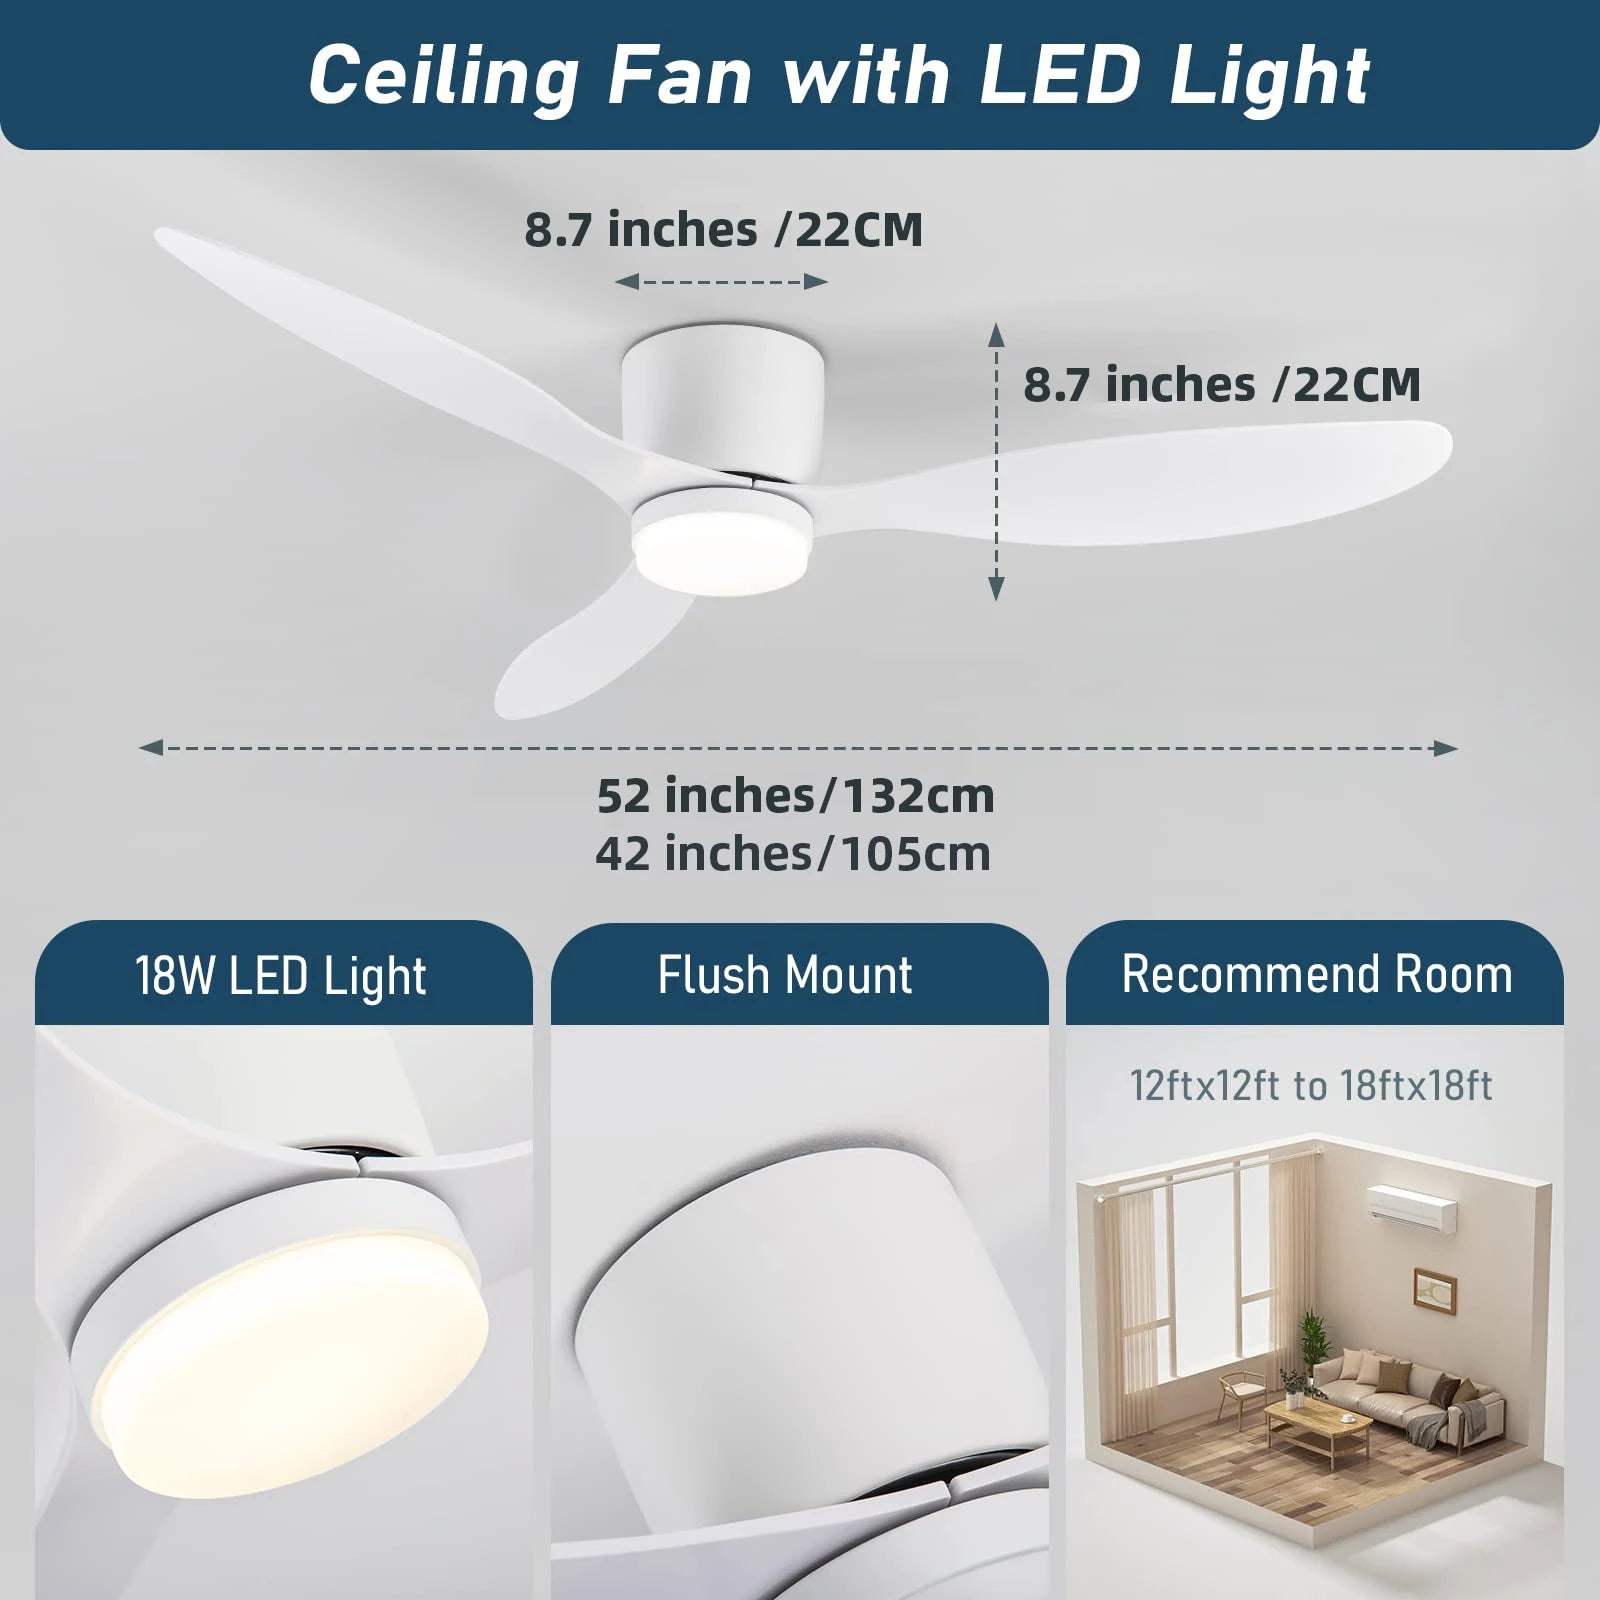 Ceiling Fan with LED Light
8.7 inches /22CM
8.7 inches /22CM
52 inches/132cm
42 inches/105cm
18W LED Light
Flush Mount
Recommend Room
12ftx12ft to 18ftx18ft